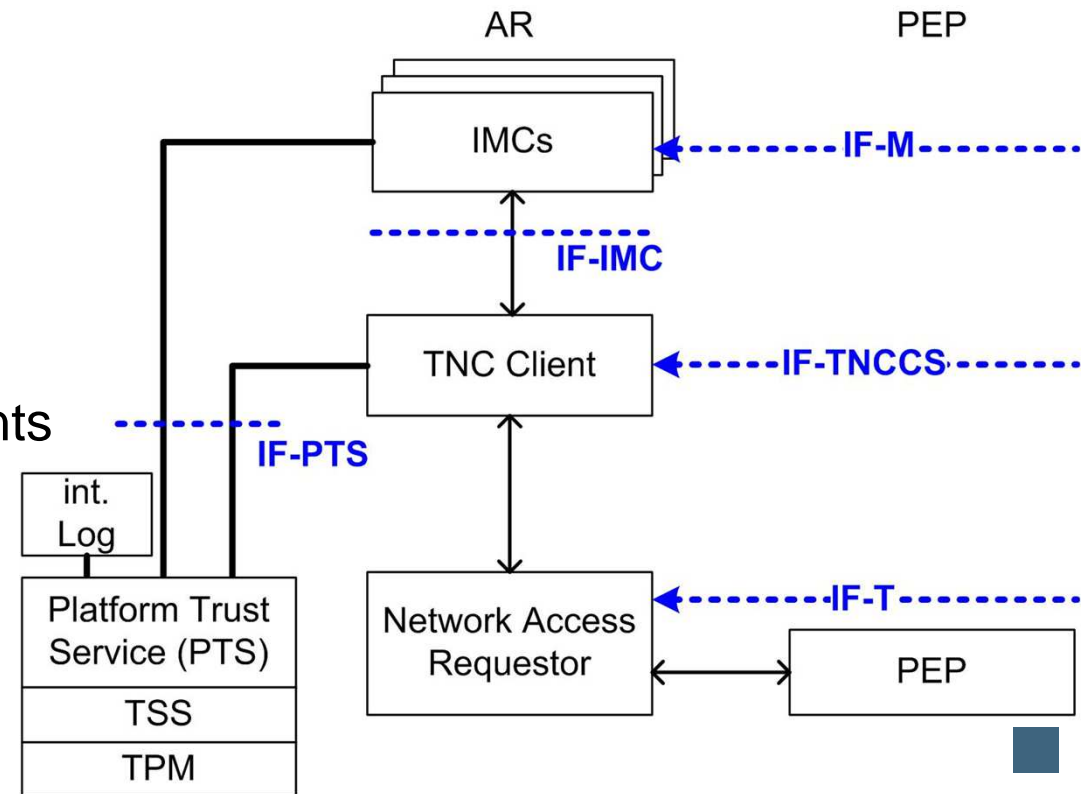 AR
PEP
IMCs
IF-M
IF-IMC
TNC Client
IF-TNCCS
nts
IF-PTS
int.
Log
Platform Trust
Service (PTS)
TSS
TPM
IF-T
Network Access
Requestor
PEP